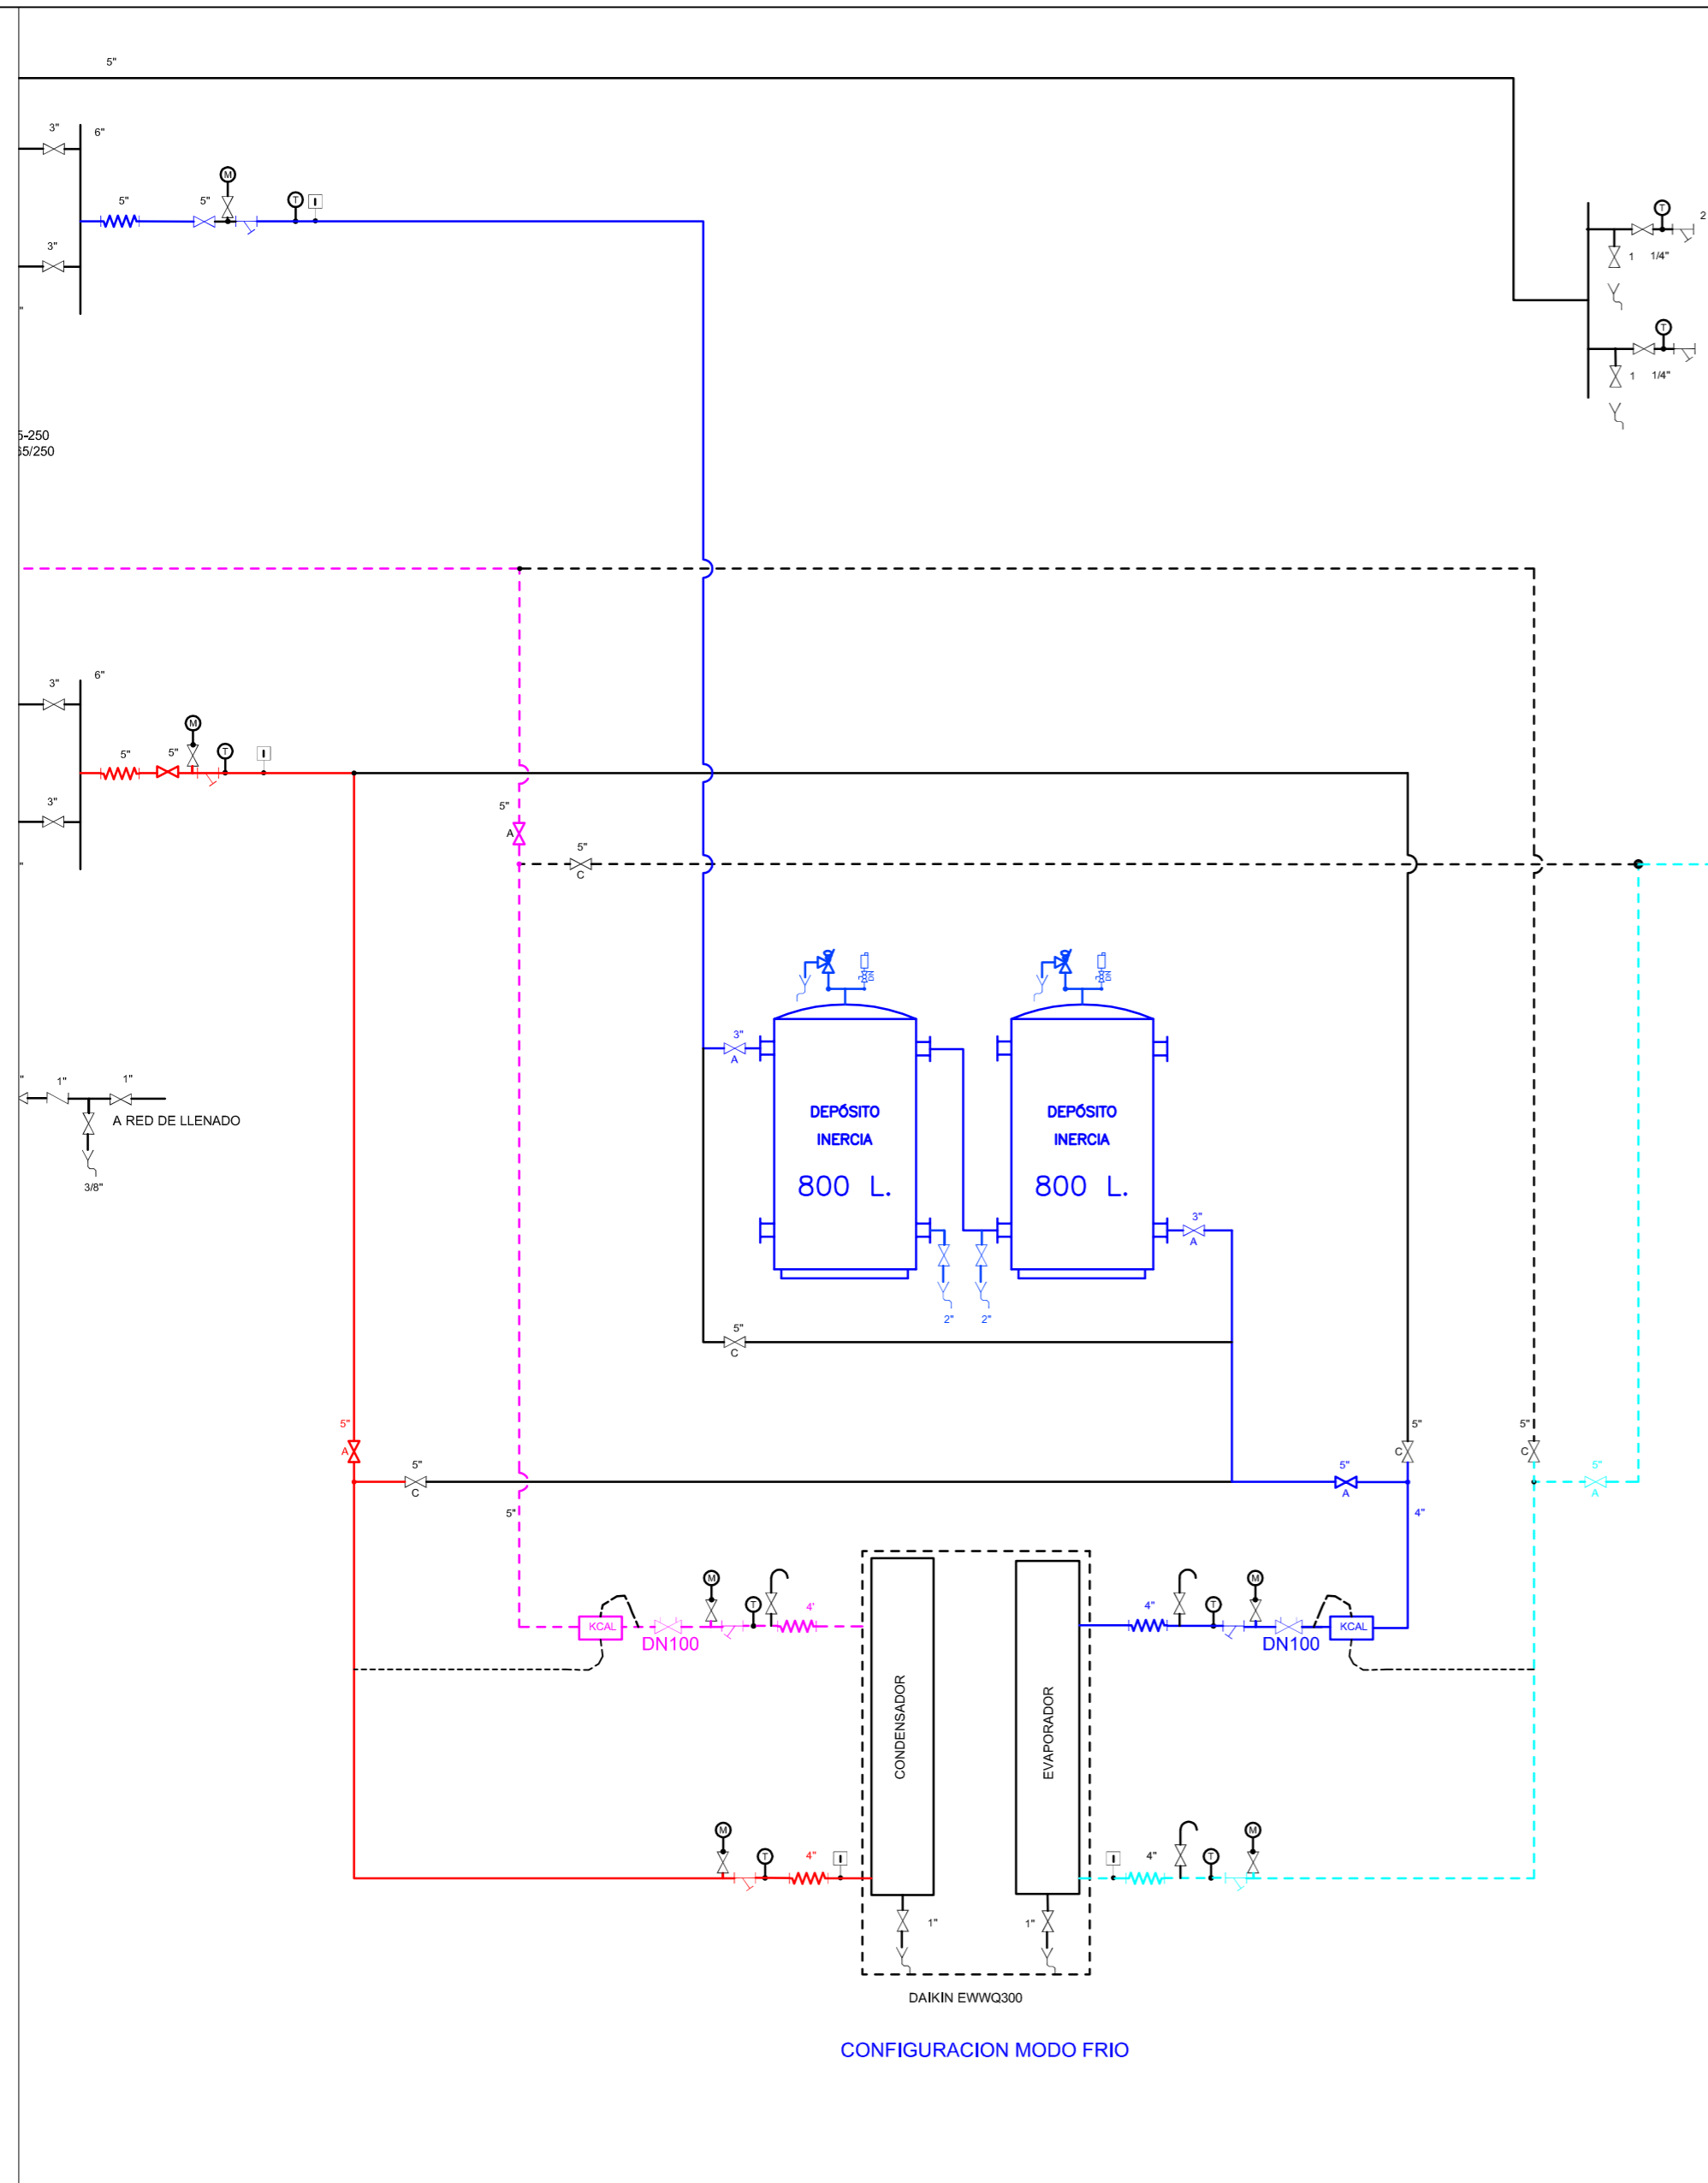 5"
3"
6"
M
5"
5"
T
I
3"
"
T
2
1
1/4"
T
1
1/4"
5-250
65/250
3"
6"
M
5"
5"
T
I
3"
"
5"
A
5"
C
DN
DN
3"
A
"
1"
1"
A RED DE LLENADO
3/8"
DEPÓSITO
INERCIA
800 L.
DEPÓSITO
INERCIA
800 L.
3"
A
2"
2"
5"
C
5"
A
5"
C
5"
C
5"
C
5"
A
5"
A
5"
4"
M
T
4'
KCAL
DN100
4"
T
M
DN100
KCAL
CONDENSADOR
EVAPORADOR
M
T
4"
I
I
4"
T
M
1"
1"
DAIKIN EWWQ300
CONFIGURACION MODO FRIO